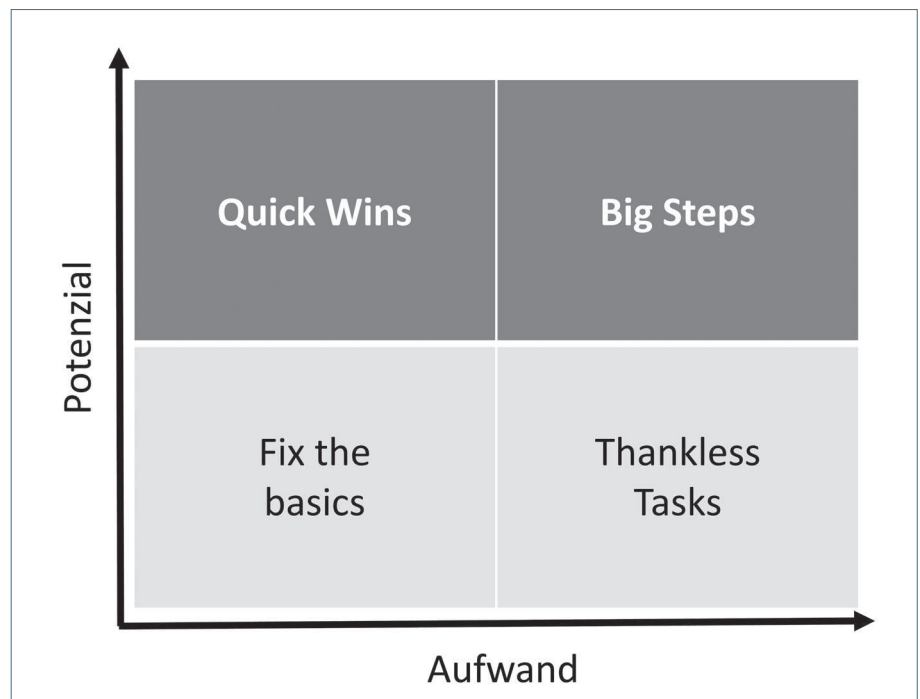 Potenzial
Quick Wins
Big Steps
Fix the
basics
Thankless
Tasks
Aufwand